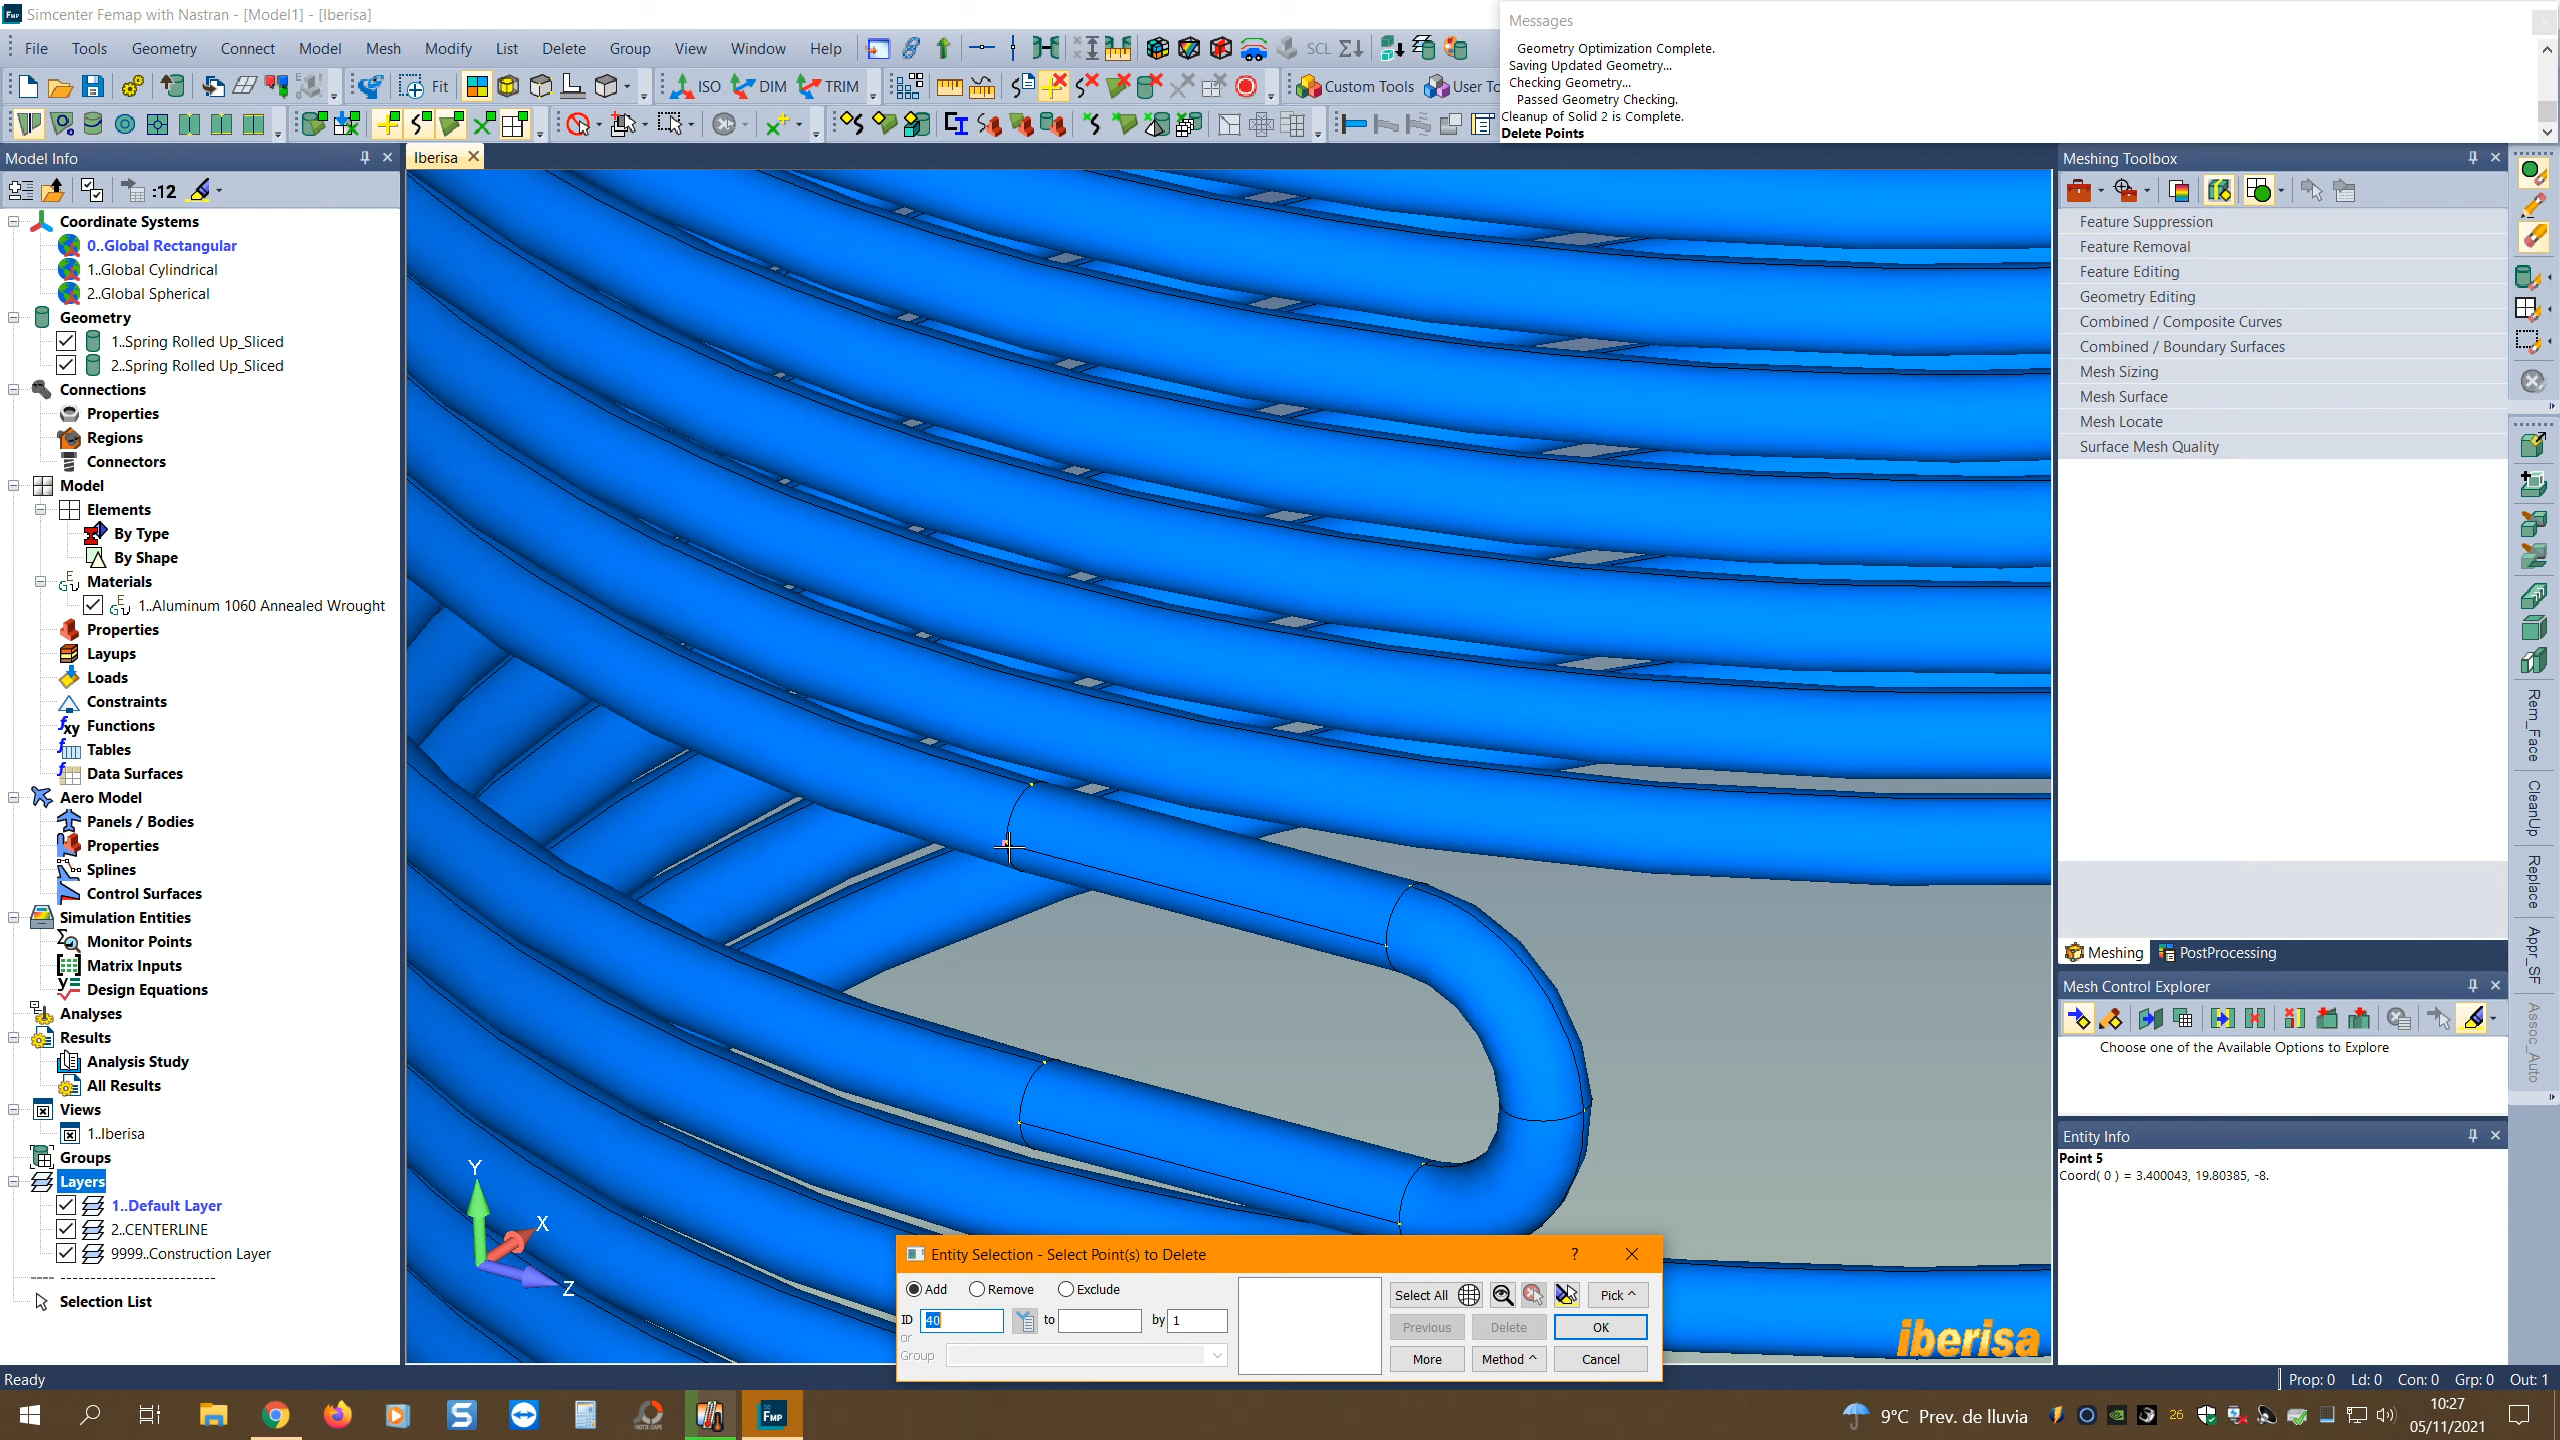 Simcenter Femap with Nastran - [Model1] - [Iberisa]
File Tools Geometry Connect Model Mesh Modify List Delete Group View Window Help
SCL
Fit
ISO
DIM
TRIM
Custom Tools
User To
Messages
Geometry Optimization Complete.
Saving Updated Geometry...
Checking Geometry...
Passed Geometry Checking.
Cleanup of Solid 2 is Complete.
Delete Points
Model Info
:12
Coordinate Systems
0..Global Rectangular
1..Global Cylindrical
2..Global Spherical
Geometry
1..Spring Rolled Up_Sliced
2..Spring Rolled Up_Sliced
Connections
Properties
Regions
Connectors
Model
Elements
By Type
By Shape
Materials
1..Aluminum 1060 Annealed Wrought
Properties
Layups
Loads
Constraints
Functions
Tables
Data Surfaces
Aero Model
Panels / Bodies
Properties
Splines
Control Surfaces
Simulation Entities
Monitor Points
Matrix Inputs
Design Equations
Analyses
Results
Analysis Study
All Results
Views
1..Iberisa
Groups
Layers
1..Default Layer
2..CENTERLINE
9999..Construction Layer
Selection List
Iberisa
Y
X
Z
iberisa
Entity Selection - Select Point(s) to Delete
?
Add Remove Exclude
ID 40 to by 1
or
Group
Select All
Pick ^
Previous
Delete
OK
More
Method ^
Cancel
Meshing Toolbox
Feature Suppression
Feature Removal
Feature Editing
Geometry Editing
Combined / Composite Curves
Combined / Boundary Surfaces
Mesh Sizing
Mesh Surface
Mesh Locate
Surface Mesh Quality
Meshing
PostProcessing
Mesh Control Explorer
Choose one of the Available Options to Explore
Entity Info
Point 5
Coord( 0 ) = 3.400043, 19.80385, -8.
Rem_Face
CleanUp
Replace
Appr_SF
Assoc_Auto
Ready
Prop: 0 Ld: 0 Con: 0 Grp: 0 Out: 1
9°C Prev. de lluvia
26
10:27
05/11/2021